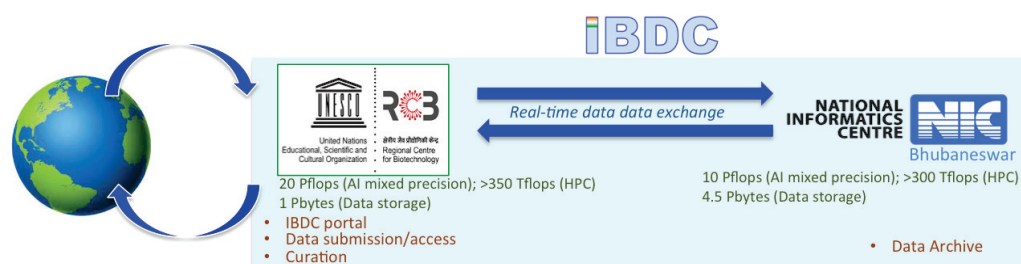 iBDC
UNESCO
RCB
United Nations
Educational, Scientific and
Cultural Organization
क्षेत्रीय जैव प्रौद्योगिकी केन्द्र
Regional Centre
for Biotechnology
Real-time data data exchange
NATIONAL
INFORMATICS
CENTRE
NIC
Bhubaneswar
20 Pflops (AI mixed precision); >350 Tflops (HPC)
1 Pbytes (Data storage)
10 Pflops (AI mixed precision); >300 Tflops (HPC)
4.5 Pbytes (Data storage)
• IBDC portal
• Data submission/access
• Curation
• Data Archive